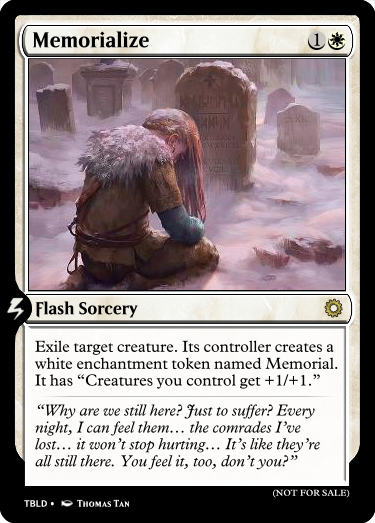 Memorialize 1
Flash Sorcery
Exile target creature. Its controller creates a
white enchantment token named Memorial.
It has “Creatures you control get +1/+1.”
“Why are we still here? Just to suffer? Every
night, I can feel them… the comrades I’ve
lost… it won’t stop hurting… It’s like they’re
all still there. You feel it, too, don’t you?”
(NOT FOR SALE)
TBLD • Thomas Tan